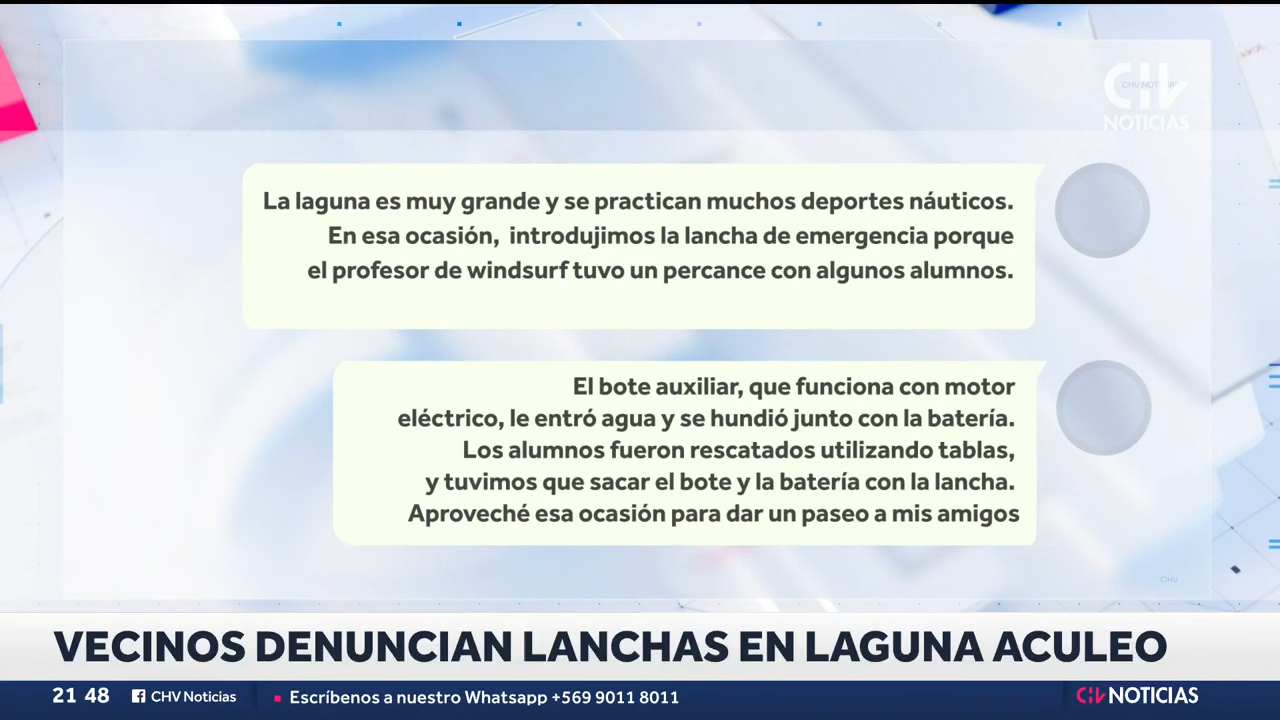 CHV NOTICIAS
La laguna es muy grande y se practican muchos deportes náuticos.
En esa ocasión, introdujimos la lancha de emergencia porque
el profesor de windsurf tuvo un percance con algunos alumnos.
El bote auxiliar, que funciona con motor
eléctrico, le entró agua y se hundió junto con la batería.
Los alumnos fueron rescatados utilizando tablas,
y tuvimos que sacar el bote y la batería con la lancha.
Aproveché esa ocasión para dar un paseo a mis amigos
CHV
VECINOS DENUNCIAN LANCHAS EN LAGUNA ACULEO
21 48 CHV Noticias Escríbenos a nuestro Whatsapp +569 9011 8011 CHV NOTICIAS